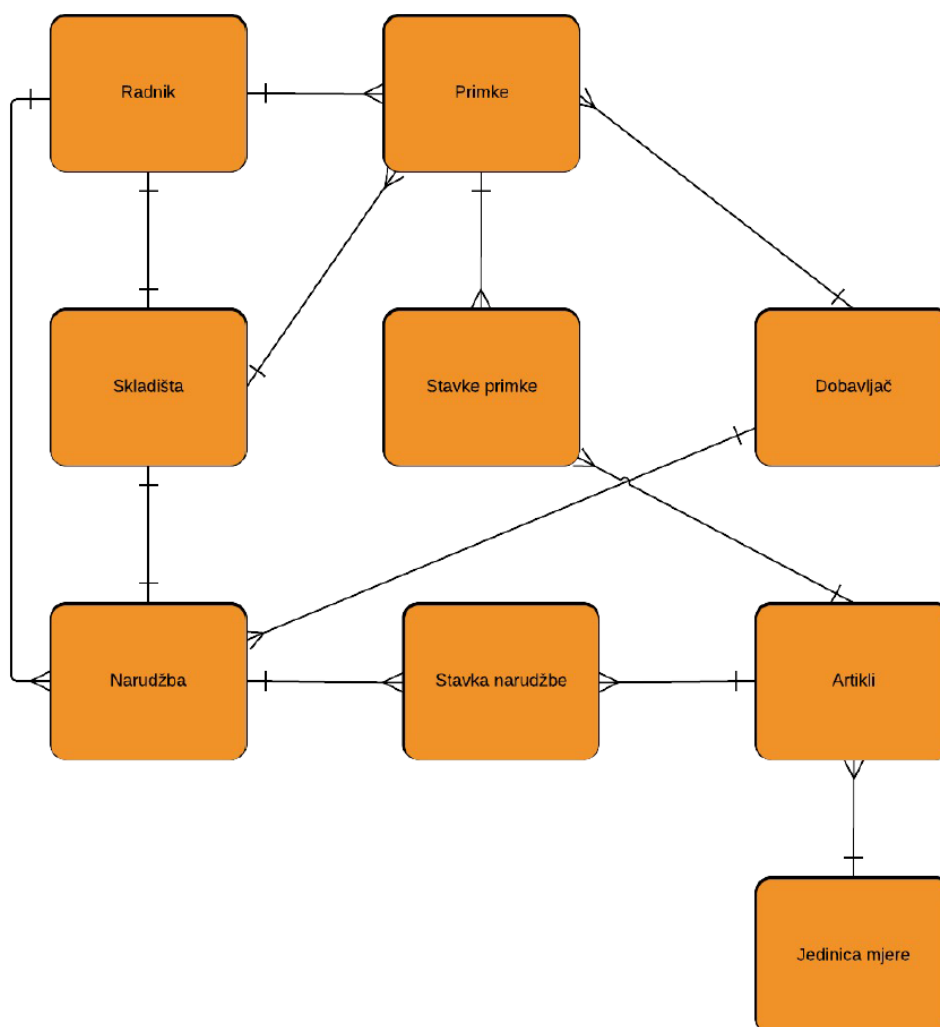 Radnik
Primke
Skladišta
Stavke primke
Dobavljač
Narudžba
Stavka narudžbe
Artikli
Jedinica mjere